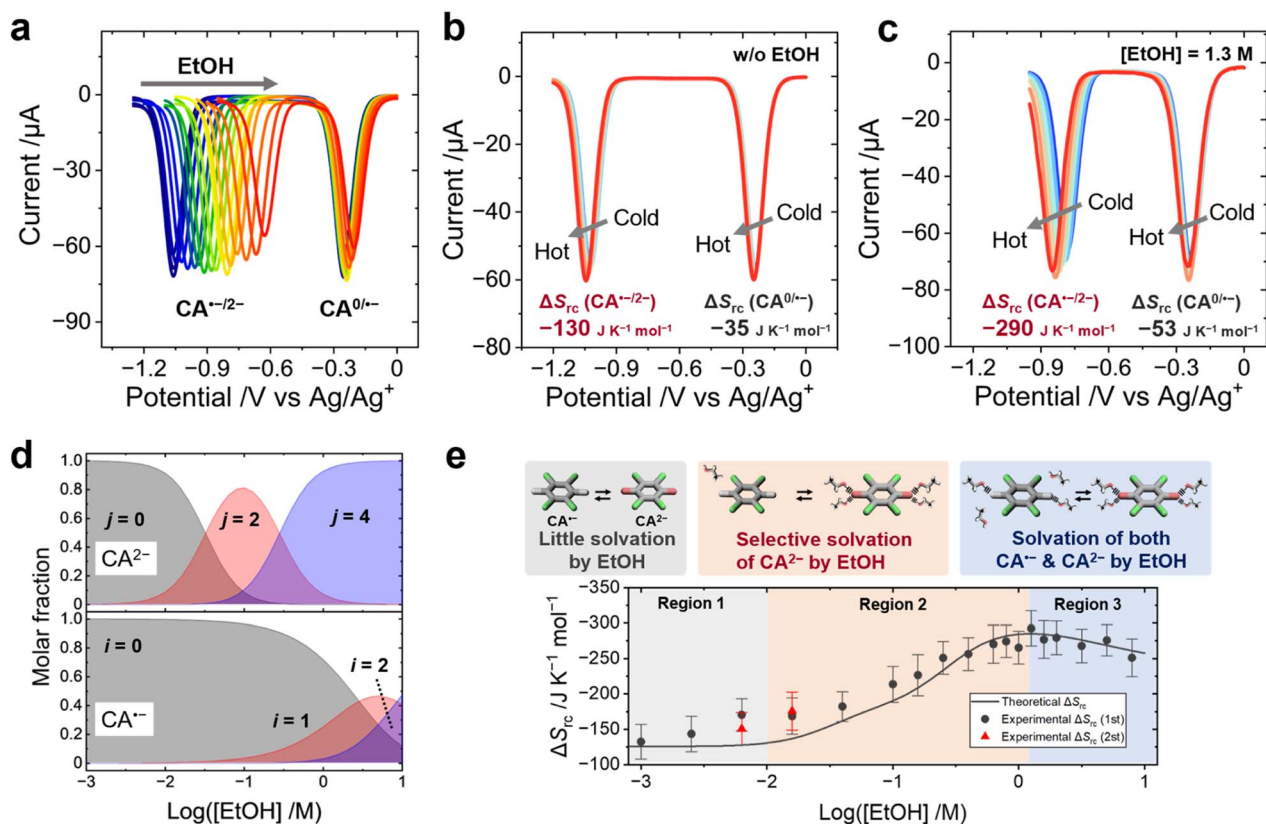 a
EtOH
0
−30
−60
−90
Current /μA
CA•−/2−
CA0/•−
−1.2 −0.9 −0.6 −0.3 0
Potential /V vs Ag/Ag+
b
w/o EtOH
0
−20
−40
−60
−80
Current /μA
Cold
Hot
Cold
Hot
ΔSrc (CA•−/2−)
−130 J K−1 mol−1
ΔSrc (CA0/•−)
−35 J K−1 mol−1
−1.2 −0.9 −0.6 −0.3 0
Potential /V vs Ag/Ag+
c
[EtOH] = 1.3 M
0
−20
−40
−60
−80
−100
Current /μA
Cold
Hot
Cold
Hot
ΔSrc (CA•−/2−)
−290 J K−1 mol−1
ΔSrc (CA0/•−)
−53 J K−1 mol−1
−1.2 −0.9 −0.6 −0.3 0
Potential /V vs Ag/Ag+
d
1.0
0.8
0.6
0.4
0.2
0
j = 0
j = 2
j = 4
CA2−
Molar fraction
1.0
0.8
0.6
0.4
0.2
0
i = 0
i = 2
i = 1
CA•−
−3 −2 −1 0 1
Log([EtOH] /M)
e
CA•− CA2−
Little solvation
by EtOH
Selective solvation
of CA2− by EtOH
Solvation of both
CA•− & CA2− by EtOH
−350
−300
−250
−200
−150
−100
ΔSrc /J K−1 mol−1
Region 1
Region 2
Region 3
Theoretical ΔSrc
Experimental ΔSrc (1st)
Experimental ΔSrc (2st)
−3 −2 −1 0 1
Log([EtOH] /M)